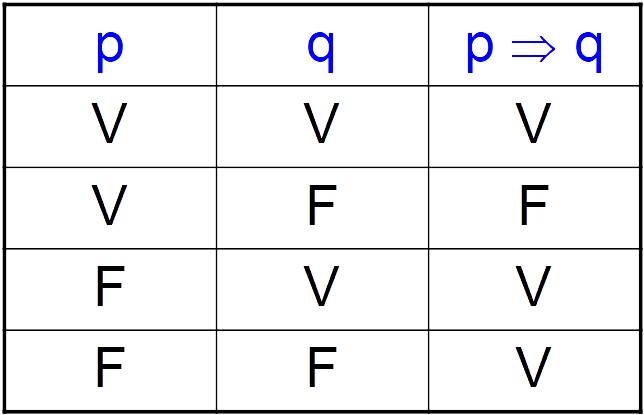 p q p ⇒ q
V V V
V F F
F V V
F F V